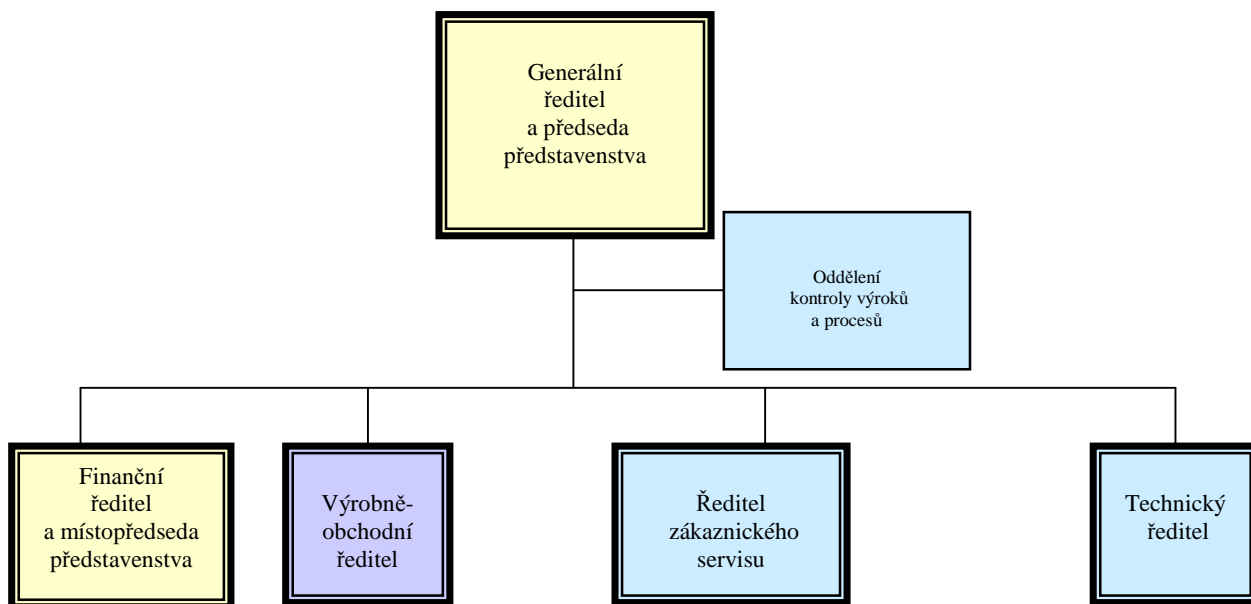 Generální
ředitel
a předseda
představenstva
Oddělení
kontroly výroků
a procesů
Finanční
ředitel
a místopředseda
představenstva
Výrobně-
obchodní
ředitel
Ředitel
zákaznického
servisu
Technický
ředitel